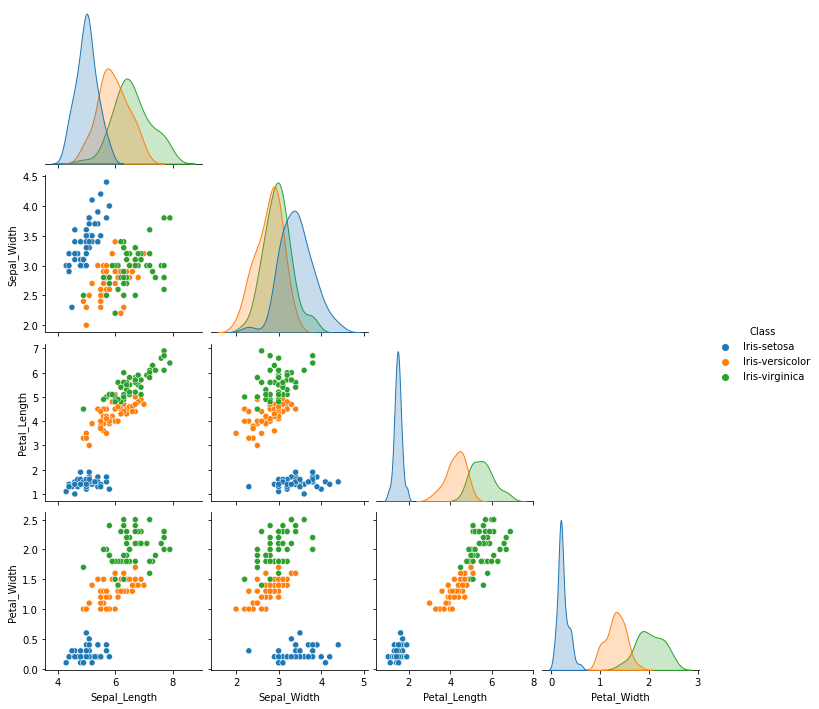 4.5
4.0
3.5
3.0
2.5
2.0
Sepal_Width
7
6
5
4
3
2
1
Petal_Length
Class
Iris-setosa
Iris-versicolor
Iris-virginica
2.5
2.0
1.5
1.0
0.5
0.0
Petal_Width
4 6 8
2 3 4 5
2 4 6 8
0 1 2 3
Sepal_Length
Sepal_Width
Petal_Length
Petal_Width